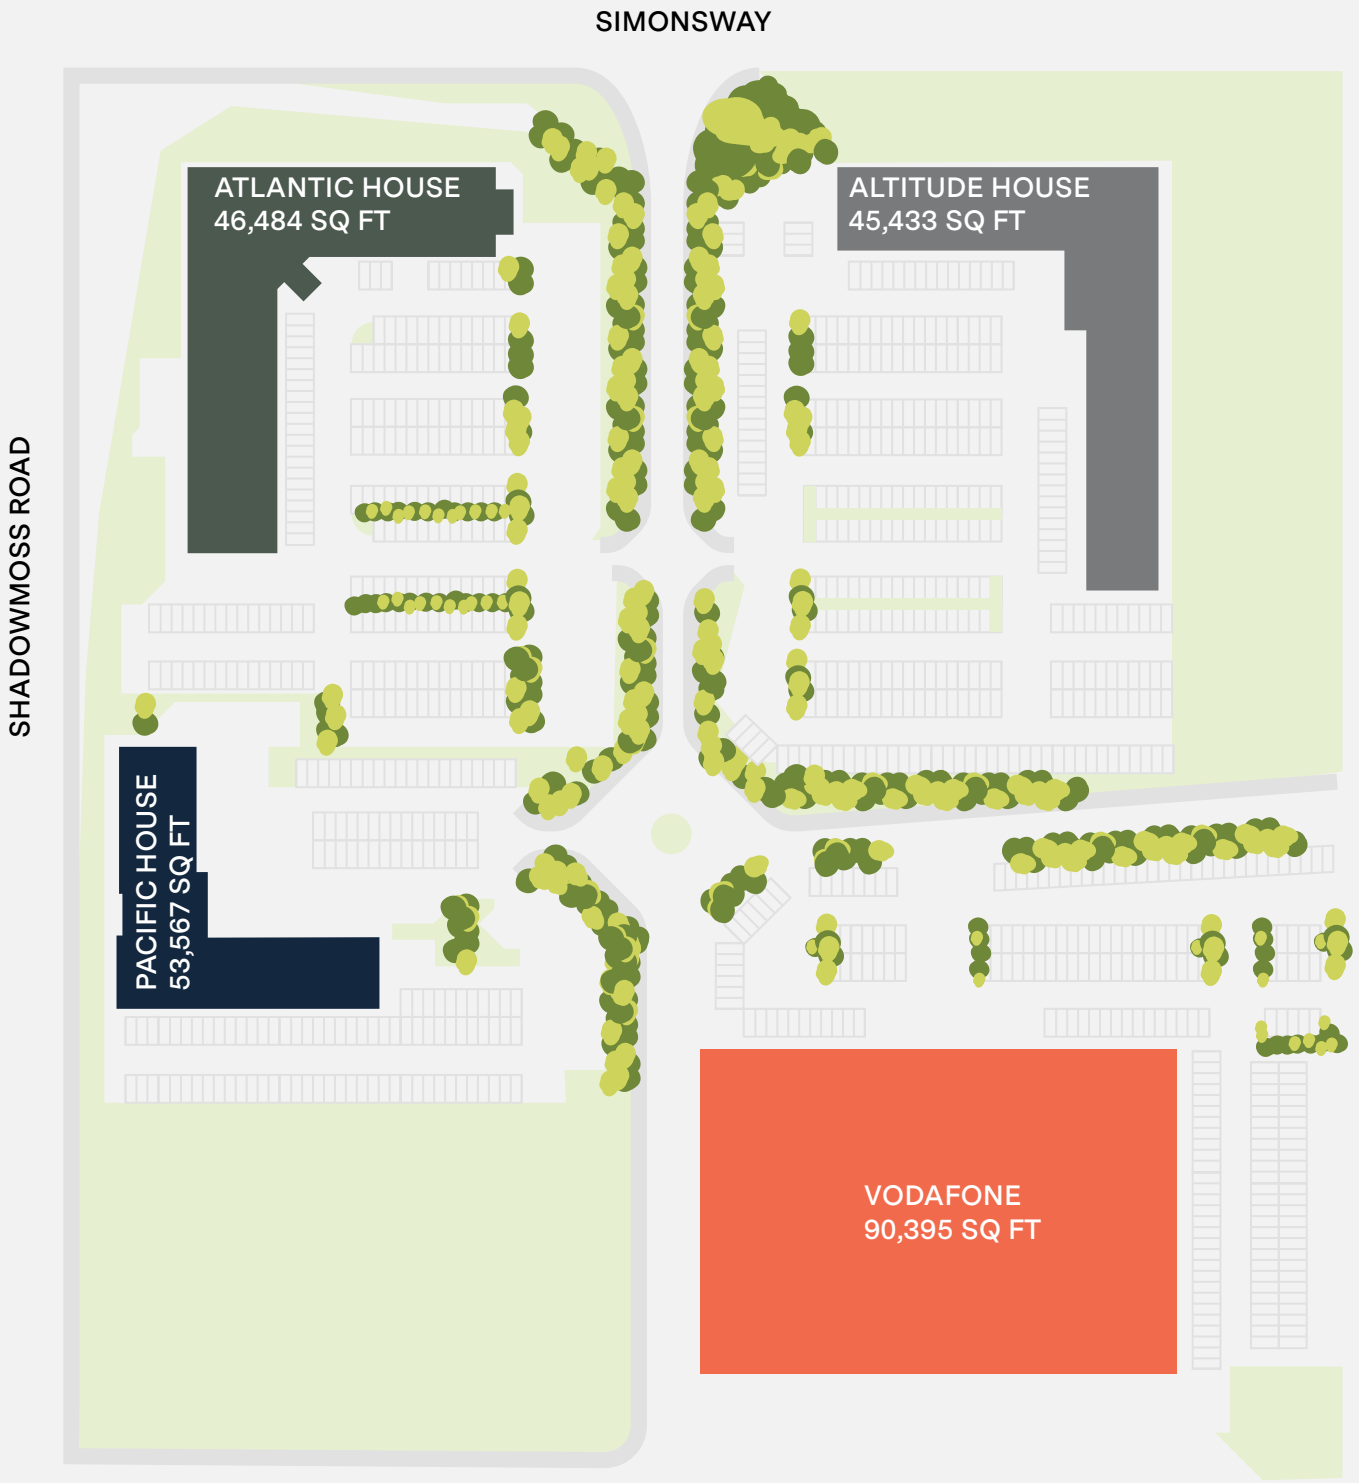 SIMONSWAY
ATLANTIC HOUSE
46,484 SQ FT
ALTITUDE HOUSE
45,433 SQ FT
SHADOWMOSS ROAD
PACIFIC HOUSE
53,567 SQ FT
VODAFONE
90,395 SQ FT